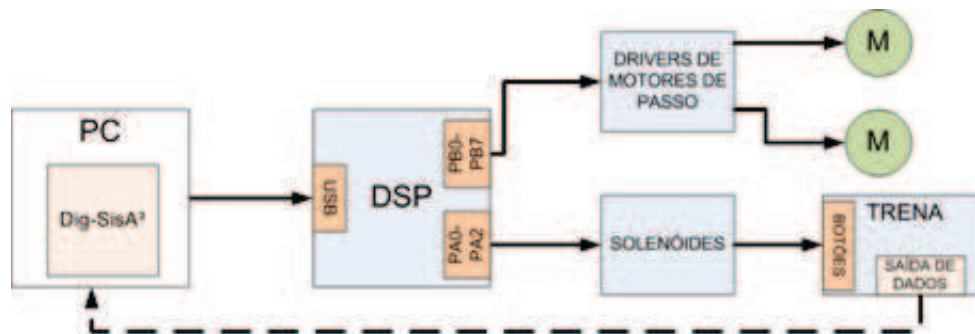 PC
Dig-SisA³
USB
DSP
PB0-
PB7
PA0-
PA2
DRIVERS DE
MOTORES DE
PASSO
M
M
SOLENÓIDES
TRENA
BOTÕES
SAÍDA DE
DADOS